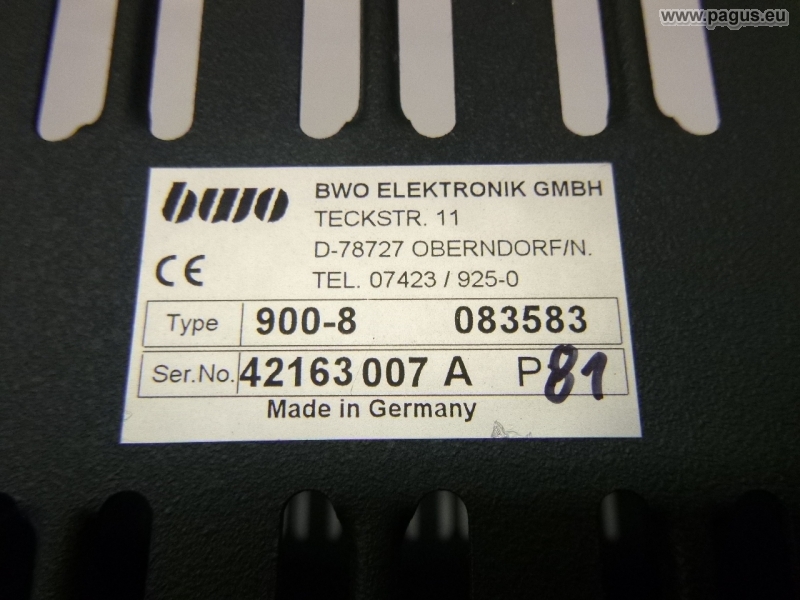 www.pagus.eu
bwo
BWO ELEKTRONIK GMBH
TECKSTR. 11
D-78727 OBERNDORF/N.
TEL. 07423 / 925-0
CE
Type 900-8 083583
Ser.No. 42163 007 A P 81
Made in Germany